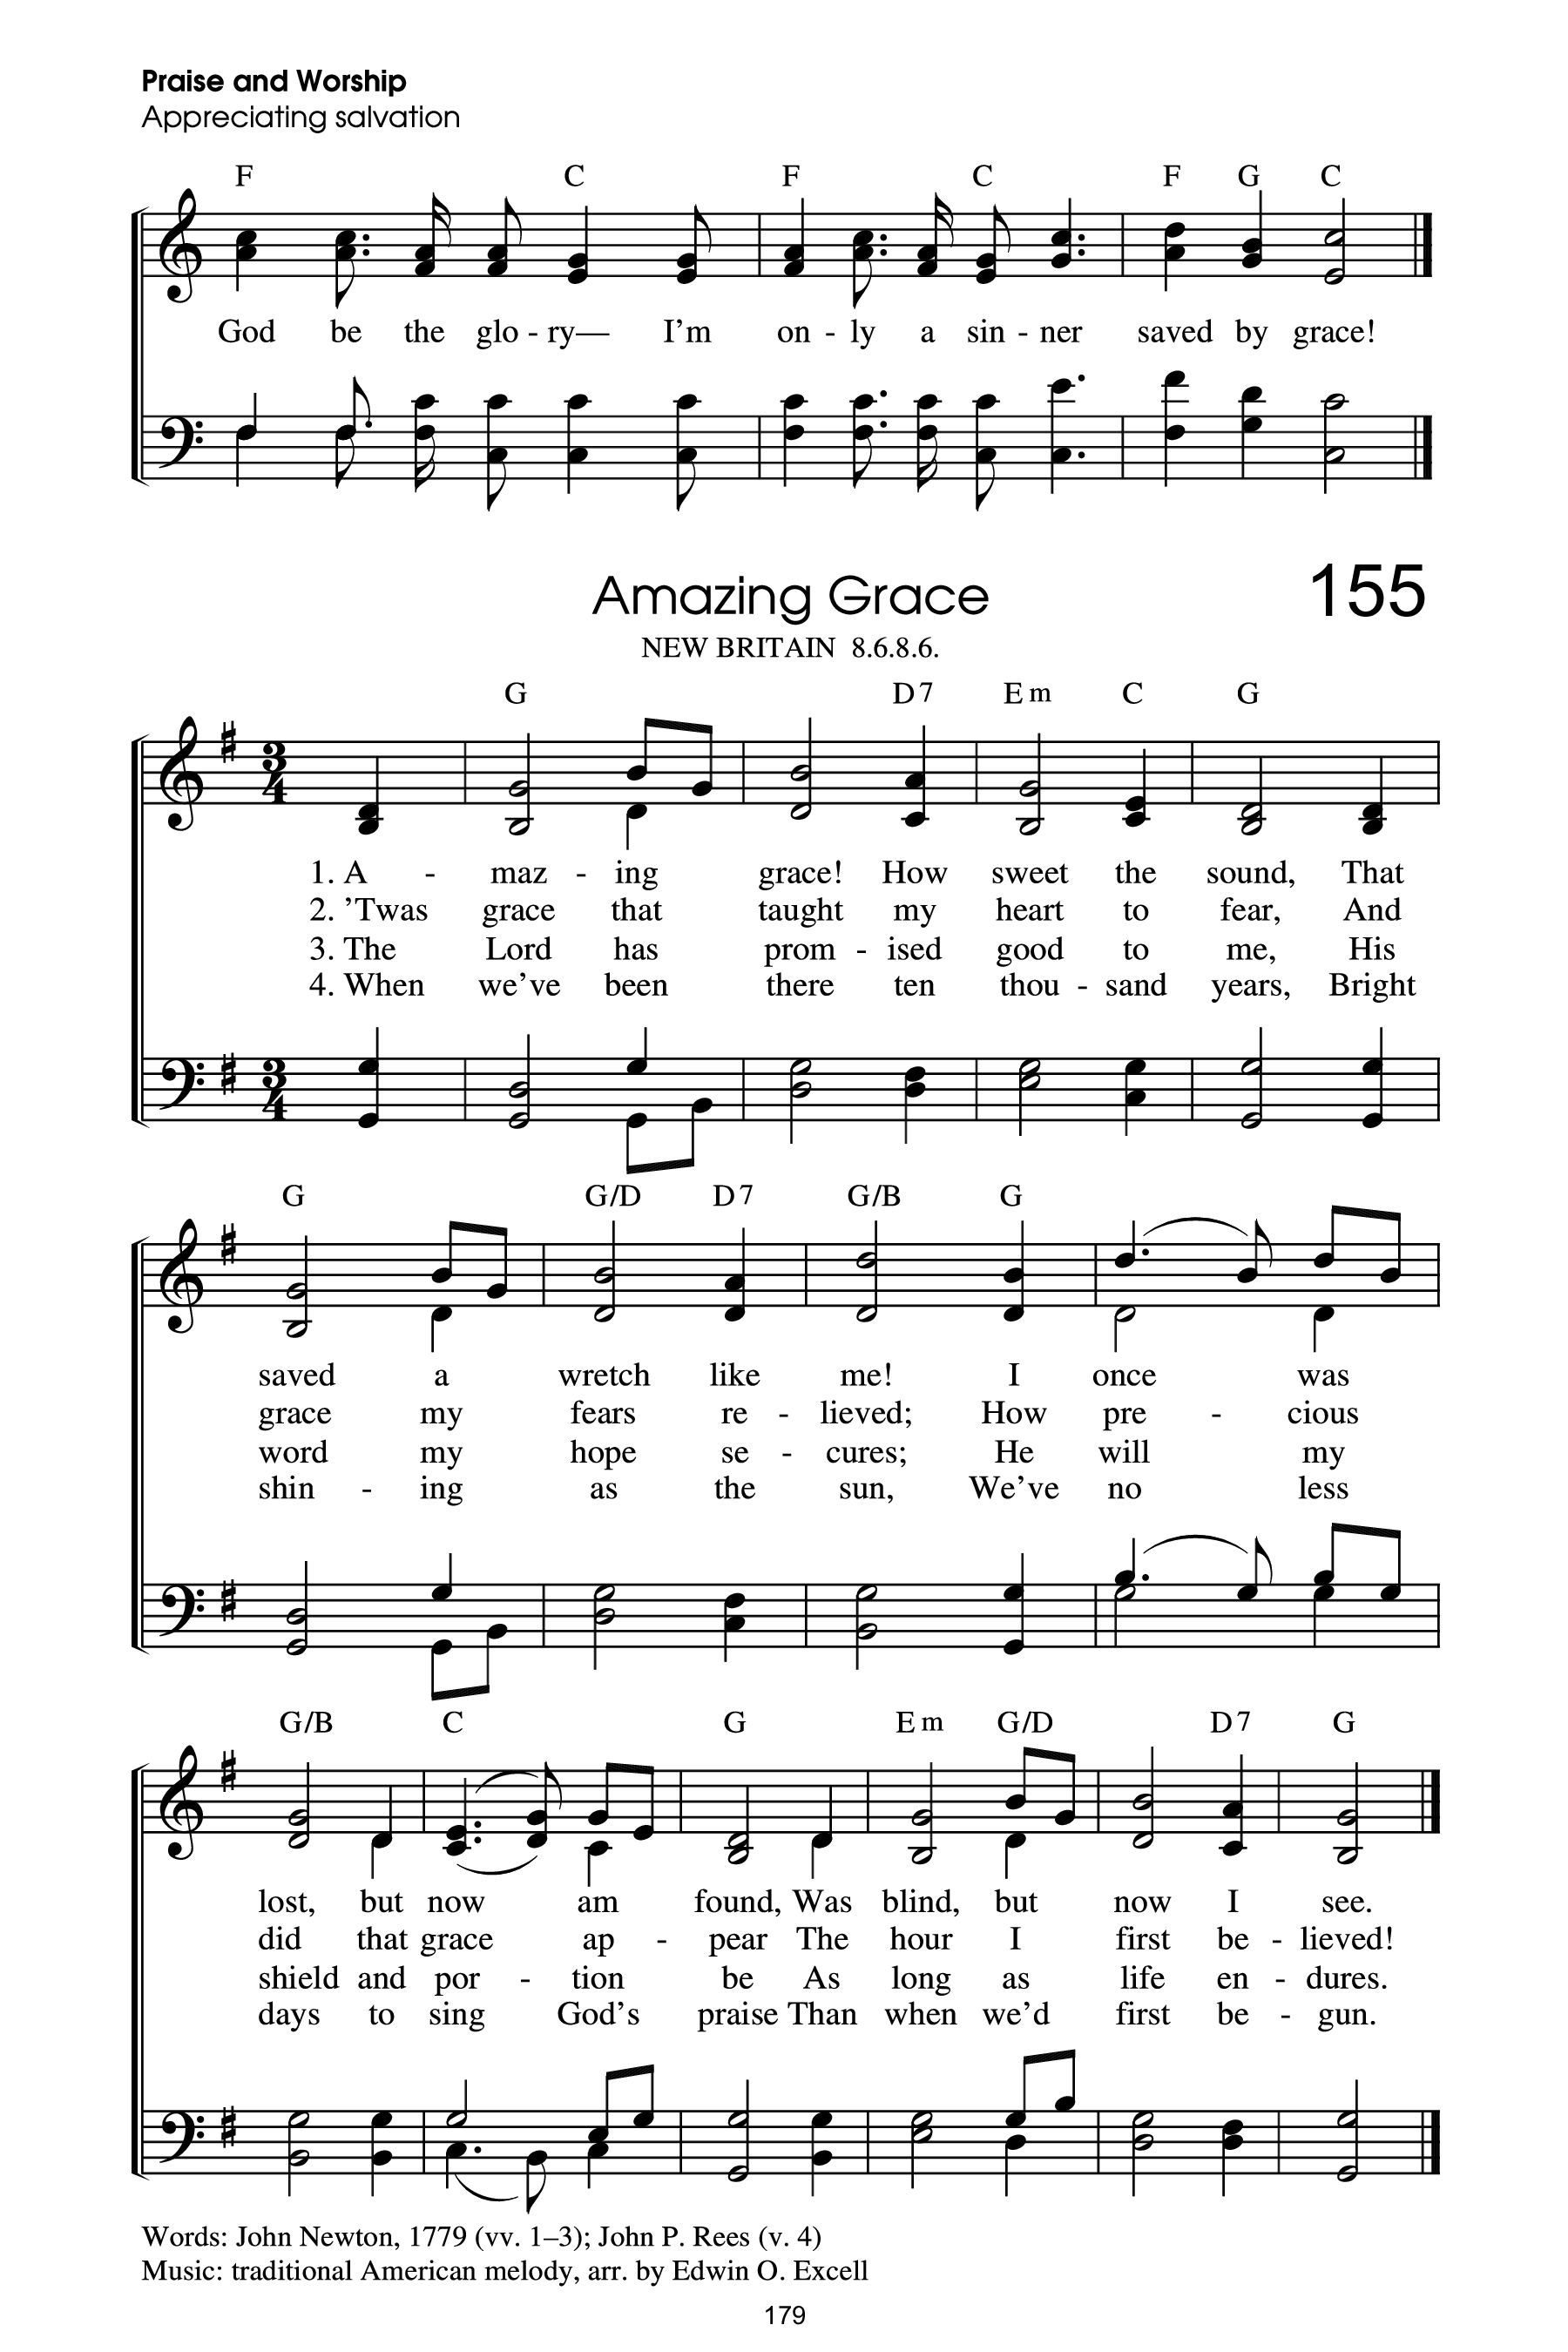 Praise and Worship
Appreciating salvation
F C F C F G C
God be the glo - ry— I'm on - ly a sin - ner saved by grace!
Amazing Grace 155
NEW BRITAIN 8.6.8.6.
G D7 Em C G
3 4
1. A - maz - ing grace! How sweet the sound, That
2. ’Twas grace that taught my heart to fear, And
3. The Lord has prom - ised good to me, His
4. When we’ve been there ten thou - sand years, Bright
3 4
G G/D D7 G/B G
saved a wretch like me! I once was
grace my fears re - lieved; How pre - cious
word my hope se - cures; He will my
shin - ing as the sun, We’ve no less
G/B C G Em G/D D7 G
lost, but now am found, Was blind, but now I see.
did that grace ap - pear The hour I first be - lieved!
shield and por - tion be As long as life en - dures.
days to sing God’s praise Than when we’d first be - gun.
Words: John Newton, 1779 (vv. 1–3); John P. Rees (v. 4)
Music: traditional American melody, arr. by Edwin O. Excell
179